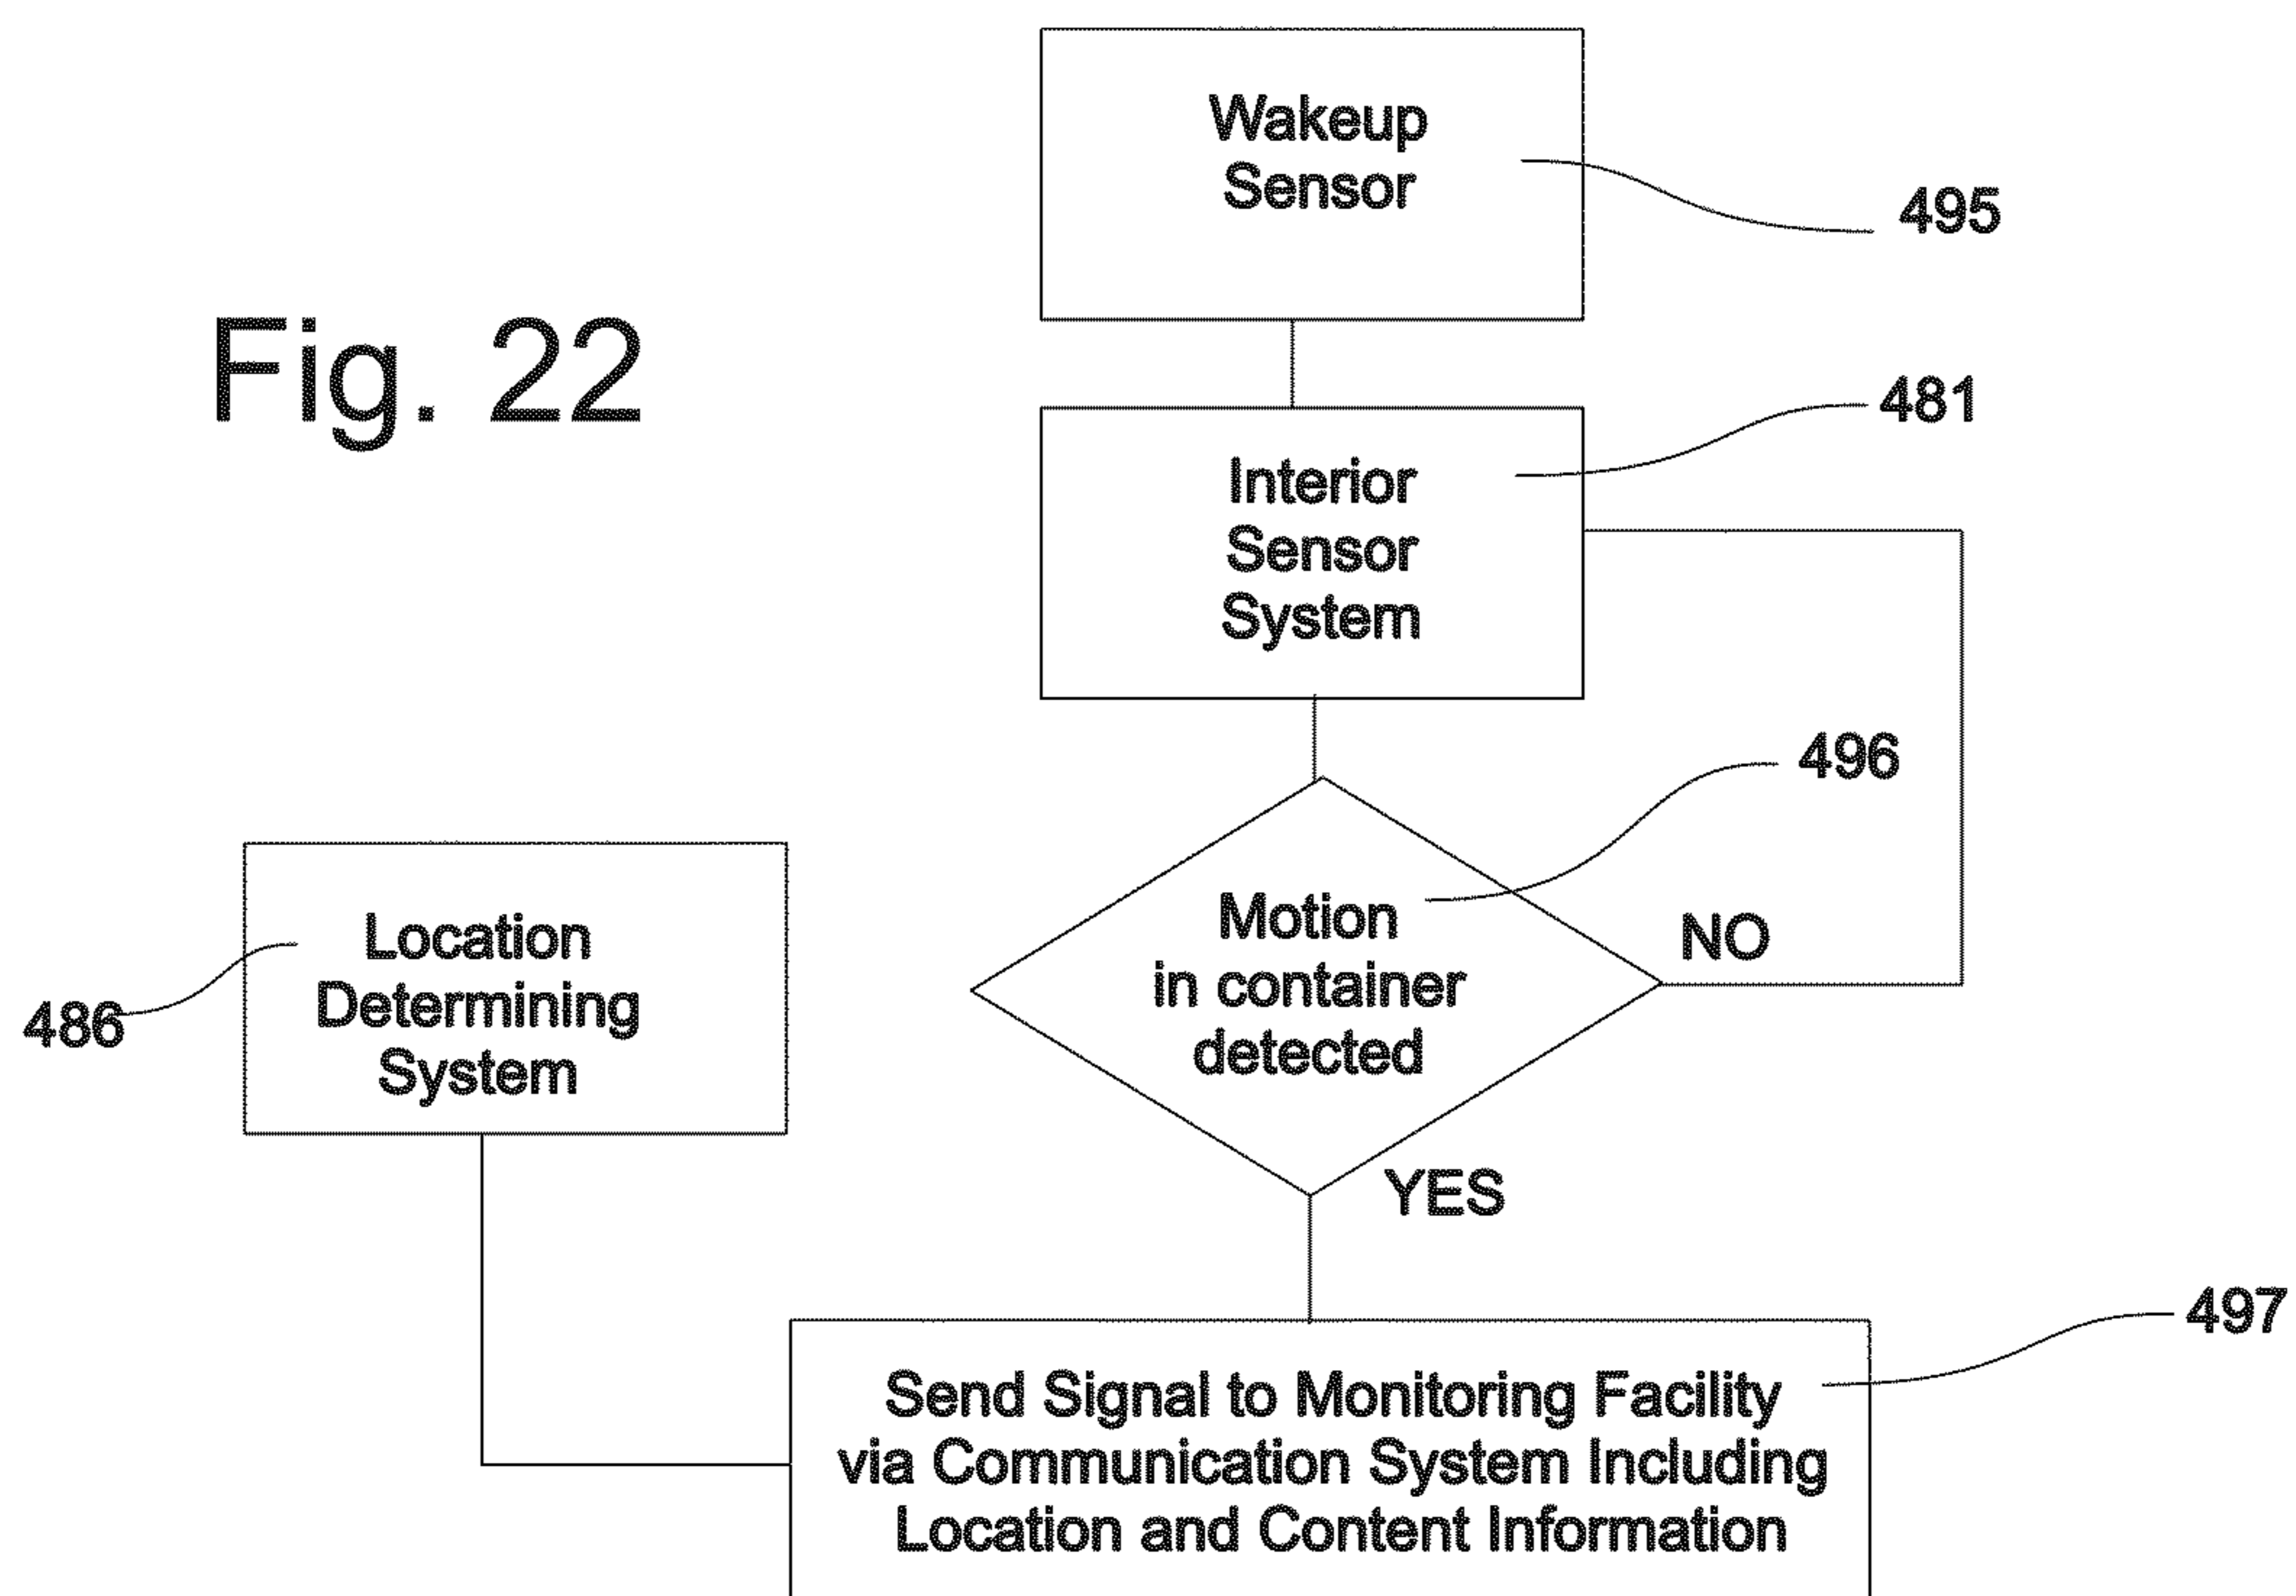 Wakeup
Sensor
495
Fig. 22
481
Interior
Sensor
System
496
Motion
in container
detected
NO
Location
Determining
System
486
YES
497
Send Signal to Monitoring Facility
via Communication System Including
Location and Content Information